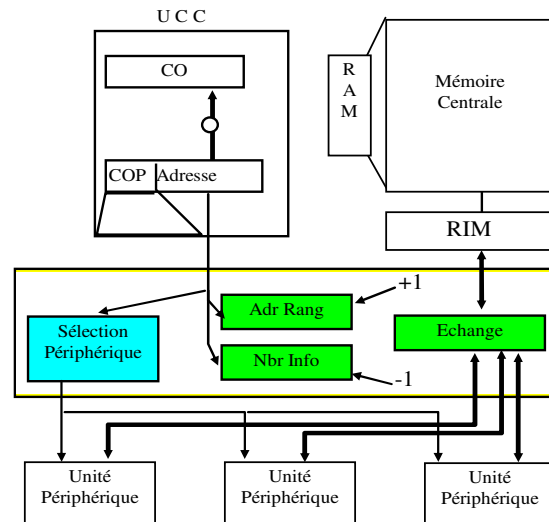 U C C
CO
COP Adresse
R
A
M
Mémoire
Centrale
RIM
Sélection
Périphérique
Adr Rang
+1
Nbr Info
-1
Echange
Unité
Périphérique
Unité
Périphérique
Unité
Périphérique